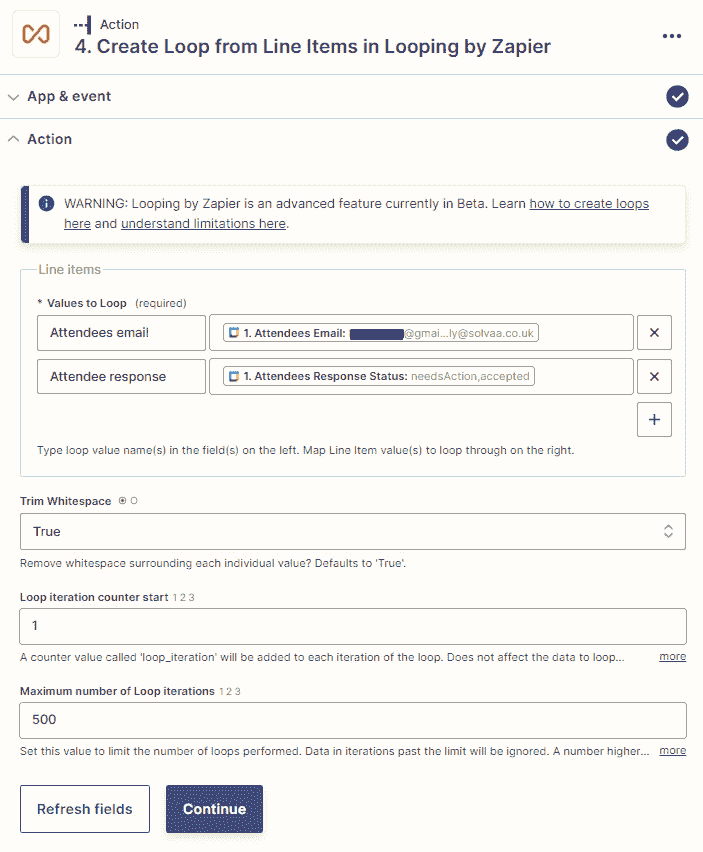 Action
4. Create Loop from Line Items in Looping by Zapier
App & event
Action
WARNING: Looping by Zapier is an advanced feature currently in Beta. Learn how to create loops
here and understand limitations here.
Line items
* Values to Loop (required)
Attendees email
1. Attendees Email: @gmai...ly@solvaa.co.uk
Attendee response
1. Attendees Response Status: needsAction,accepted
Type loop value name(s) in the field(s) on the left. Map Line Item value(s) to loop through on the right.
Trim Whitespace
True
Remove whitespace surrounding each individual value? Defaults to 'True'.
Loop iteration counter start 1 2 3
1
A counter value called 'loop_iteration' will be added to each iteration of the loop. Does not affect the data to loop... more
Maximum number of Loop iterations 1 2 3
500
Set this value to limit the number of loops performed. Data in iterations past the limit will be ignored. A number higher... more
Refresh fields
Continue